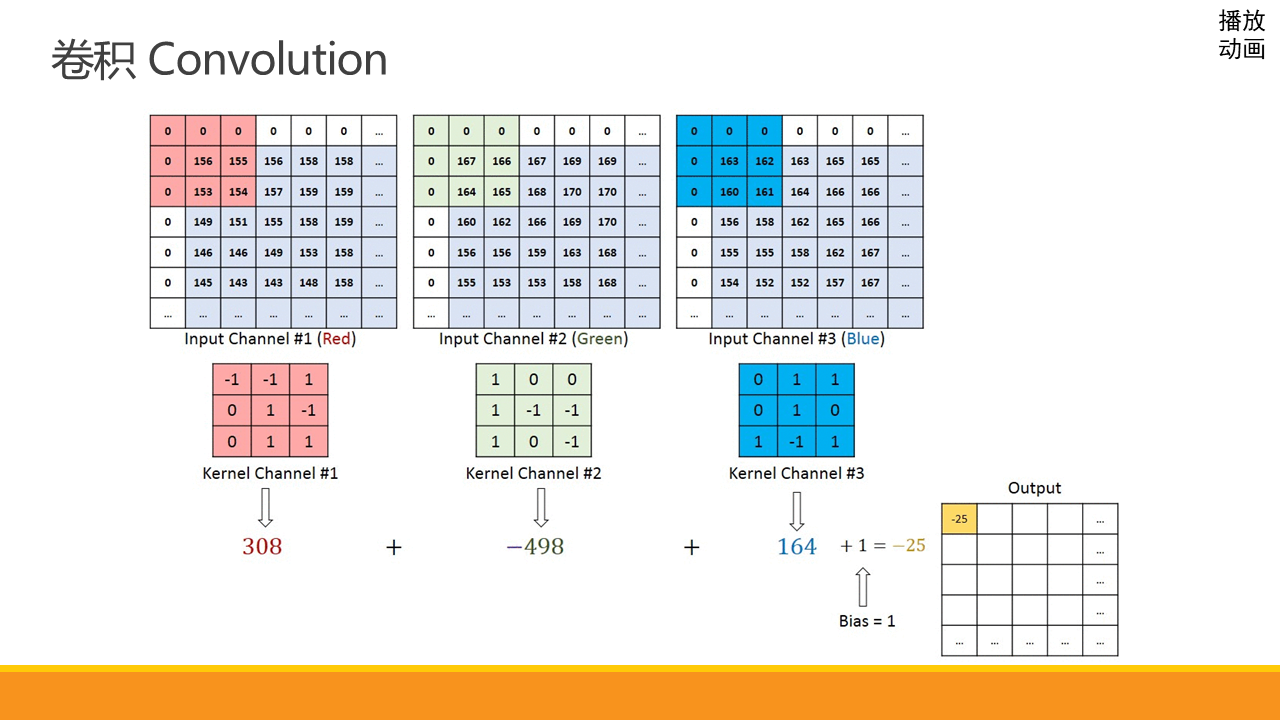 播放
动画
卷积 Convolution
0 0 0 0 0 0 ... 0 0 0 0 0 0 ... 0 0 0 0 0 0 ...
0 156 155 156 158 158 ... 0 167 166 167 169 169 ... 0 163 162 163 165 165 ...
0 153 154 157 159 159 ... 0 164 165 168 170 170 ... 0 160 161 164 166 166 ...
0 149 151 155 158 159 ... 0 160 162 166 169 170 ... 0 156 158 162 165 166 ...
0 146 146 149 153 158 ... 0 156 156 159 163 168 ... 0 155 155 158 162 167 ...
0 145 143 143 148 158 ... 0 155 153 153 158 168 ... 0 154 152 152 157 167 ...
... ... ... ... ... ... ... ... ... ... ... ... ... ... ... ... ... ... ... ... ...
Input Channel #1 (Red) Input Channel #2 (Green) Input Channel #3 (Blue)
-1 -1 1 1 0 0 0 1 1
0 1 -1 1 -1 -1 0 1 0
0 1 1 1 0 -1 1 -1 1
Kernel Channel #1 Kernel Channel #2 Kernel Channel #3
308 + −498 + 164 + 1 = −25
Bias = 1
Output
-25 ...
...
...
...
... ... ... ... ...